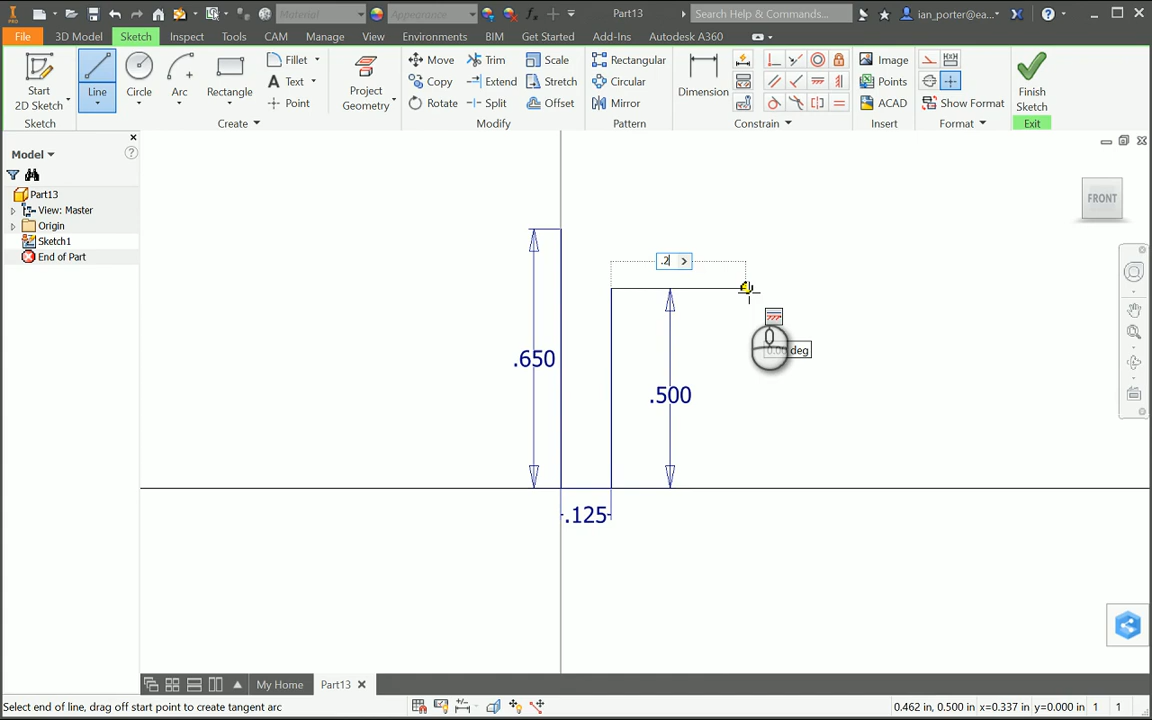 I PRO
Material
Appearance
fx
Part13
Search Help & Commands...
ian_porter@ea...
File
3D Model
Sketch
Inspect
Tools
CAM
Manage
View
Environments
BIM
Get Started
Add-Ins
Autodesk A360
Start
2D Sketch
Line
Circle
Arc
Rectangle
Fillet
Text
Point
Project
Geometry
Move
Copy
Rotate
Trim
Extend
Split
Scale
Stretch
Offset
Rectangular
Circular
Mirror
Dimension
Image
Points
ACAD
Show Format
Finish
Sketch
Sketch
Create
Modify
Pattern
Constrain
Insert
Format
Exit
Model
Part13
View: Master
Origin
Sketch1
End of Part
FRONT
.2
.650
deg
.500
.125
My Home
Part13
Select end of line, drag off start point to create tangent arc
0.462 in, 0.500 in
x=0.337 in
y=0.000 in
1
1